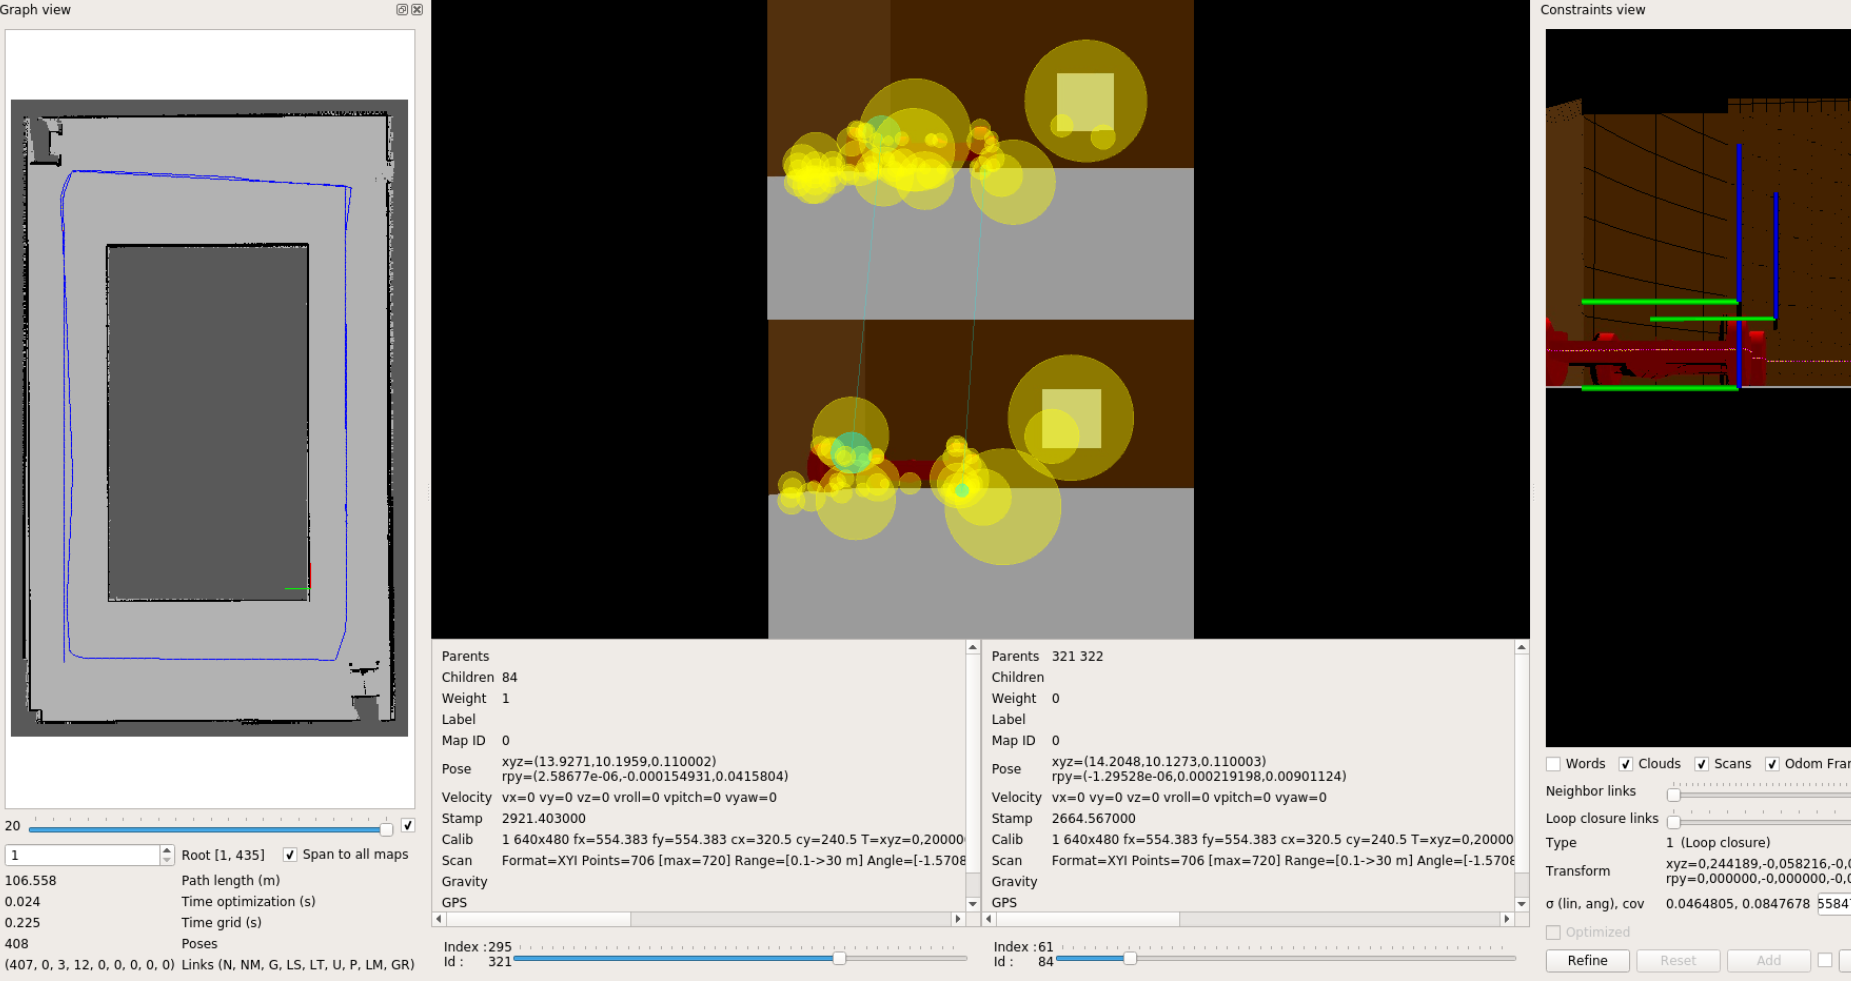 Graph view
20
1
Root [1, 435]
Span to all maps
106.558 Path length (m)
0.024 Time optimization (s)
0.225 Time grid (s)
408 Poses
(407, 0, 3, 12, 0, 0, 0, 0, 0) Links (N, NM, G, LS, LT, U, P, LM, GR)
Parents
Children 84
Weight 1
Label
Map ID 0
Pose xyz=(13.9271,10.1959,0.110002)
rpy=(2.58677e-06,-0.000154931,0.0415804)
Velocity vx=0 vy=0 vz=0 vroll=0 vpitch=0 vyaw=0
Stamp 2921.403000
Calib 1 640x480 fx=554.383 fy=554.383 cx=320.5 cy=240.5 T=xyz=0,20000
Scan Format=XYI Points=706 [max=720] Range=[0.1->30 m] Angle=[-1.5708
Gravity
GPS
Index :295
Id : 321
Parents 321 322
Children
Weight 0
Label
Map ID 0
Pose xyz=(14.2048,10.1273,0.110003)
rpy=(-1.29528e-06,0.000219198,0.00901124)
Velocity vx=0 vy=0 vz=0 vroll=0 vpitch=0 vyaw=0
Stamp 2664.567000
Calib 1 640x480 fx=554.383 fy=554.383 cx=320.5 cy=240.5 T=xyz=0,20000
Scan Format=XYI Points=706 [max=720] Range=[0.1->30 m] Angle=[-1.5708
Gravity
GPS
Index :61
Id : 84
Constraints view
Words Clouds Scans Odom Fra
Neighbor links
Loop closure links
Type 1 (Loop closure)
Transform xyz=0,244189,-0,058216,-0,
rpy=0,000000,-0,000000,-0,
σ (lin, ang), cov 0.0464805, 0.0847678 5584
Optimized
Refine Reset Add